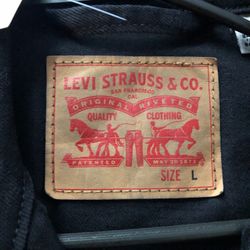 LEVI STRAUSS & CO.
SAN FRANCISCO
CAL
ORIGINAL RIVETED
QUALITY CLOTHING
PATENTED MAY 20 1873
SIZE L